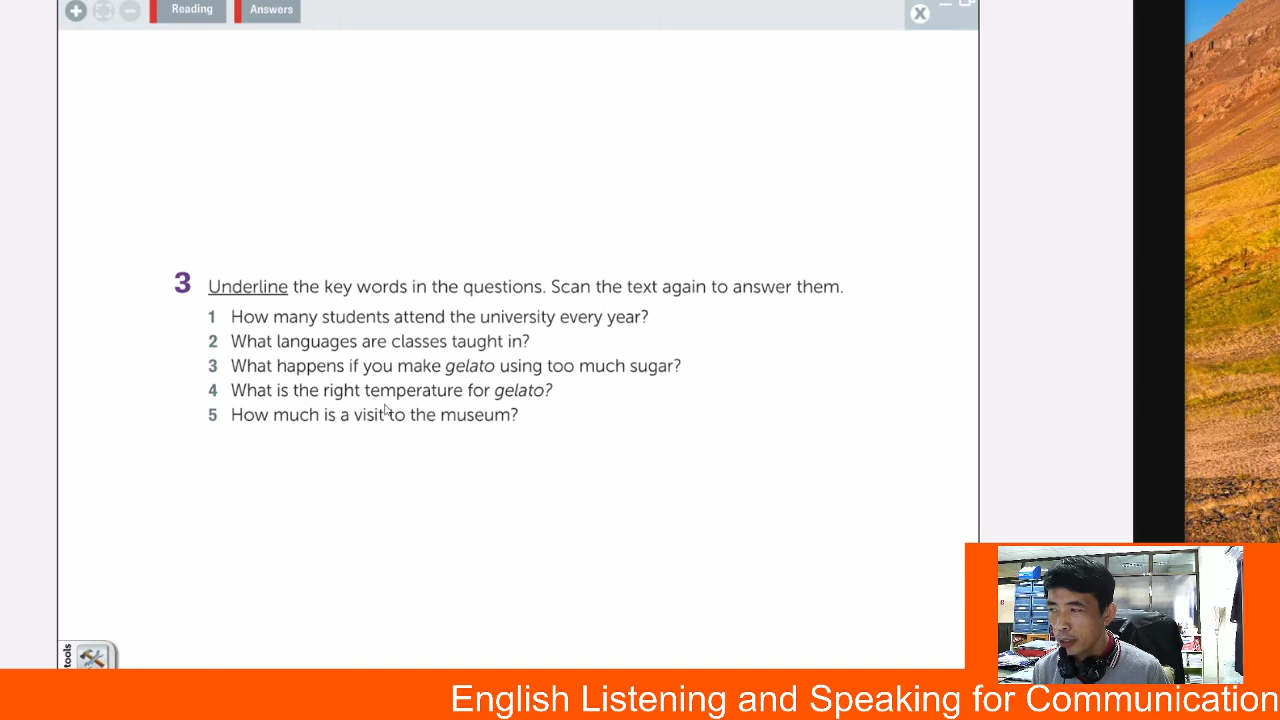 Reading Answers
3 Underline the key words in the questions. Scan the text again to answer them.
1 How many students attend the university every year?
2 What languages are classes taught in?
3 What happens if you make gelato using too much sugar?
4 What is the right temperature for gelato?
5 How much is a visit to the museum?
tools
English Listening and Speaking for Communication